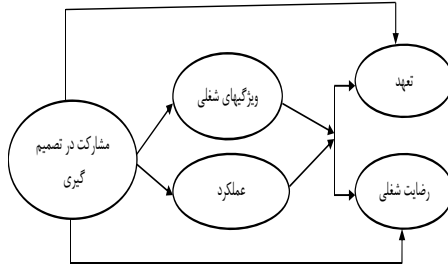 تعهد
ویژگیهای شغلی
مشارکت در تصمیم
گیری
عملکرد
رضایت شغلی